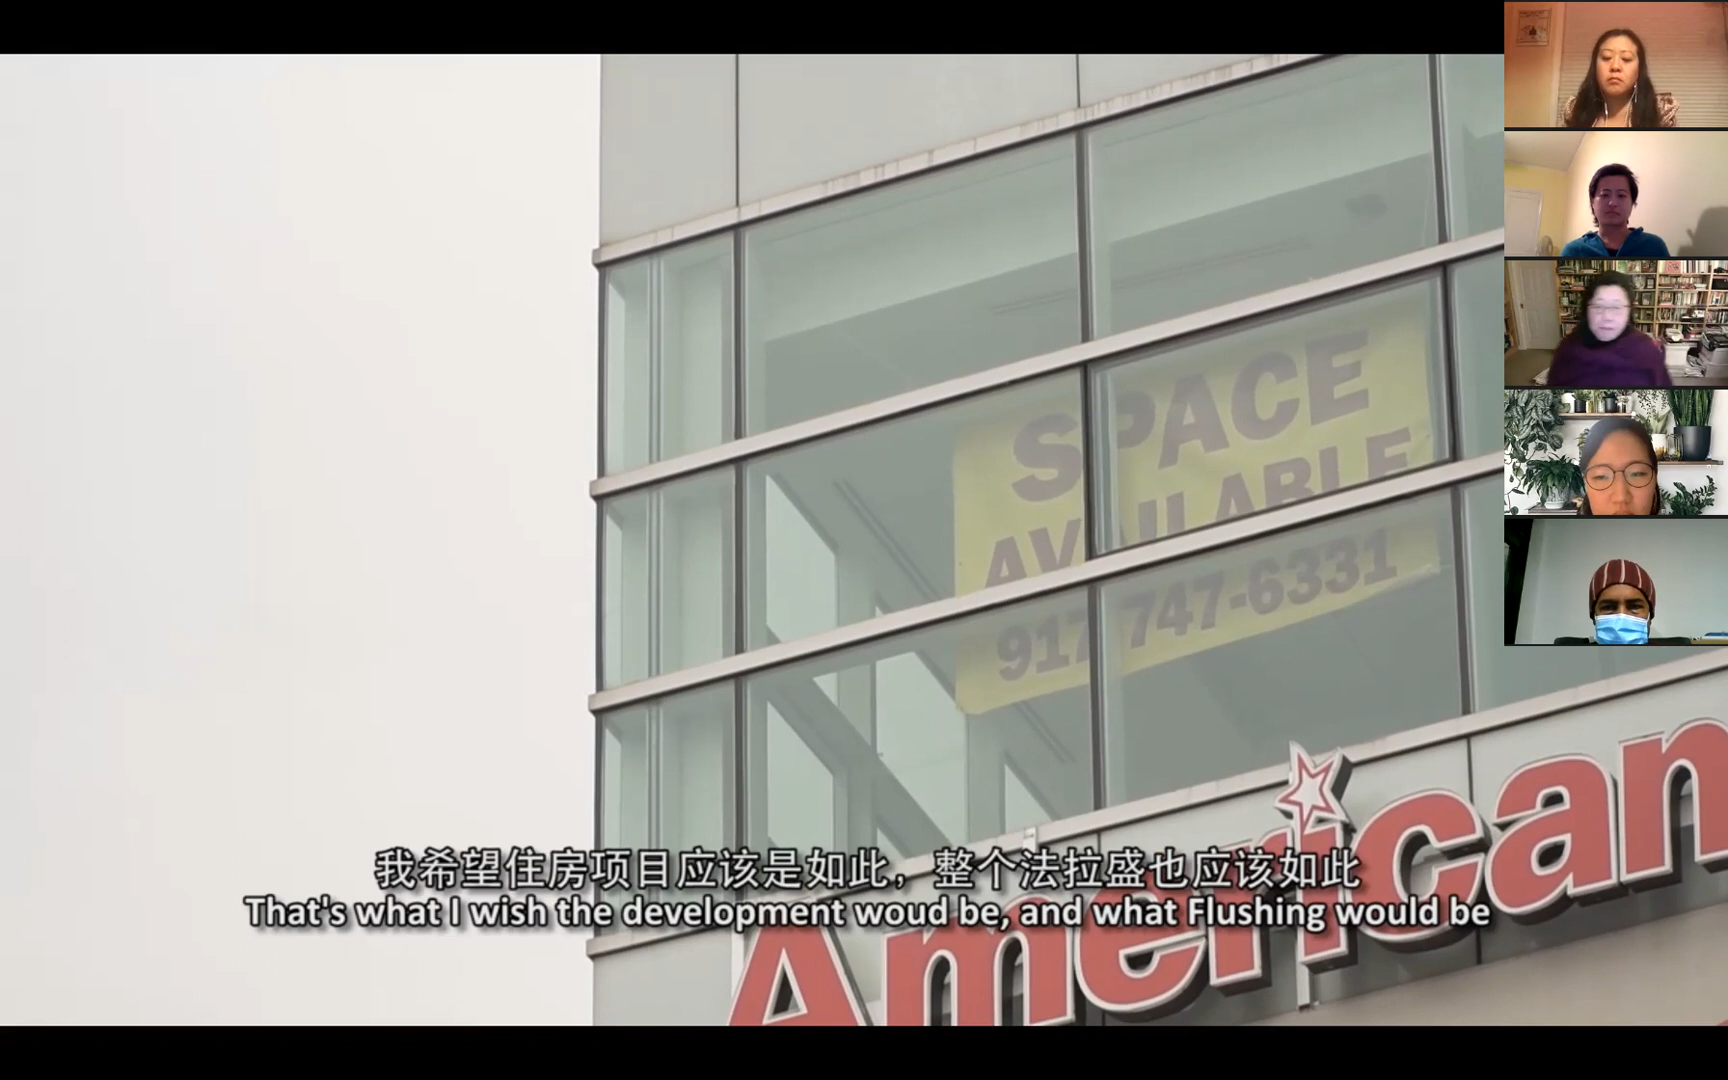 SPACE
AVAILABLE
917 747-6331
American
我希望住房项目应该是如此，整个法拉盛也应该如此
That's what I wish the development woud be, and what Flushing would be